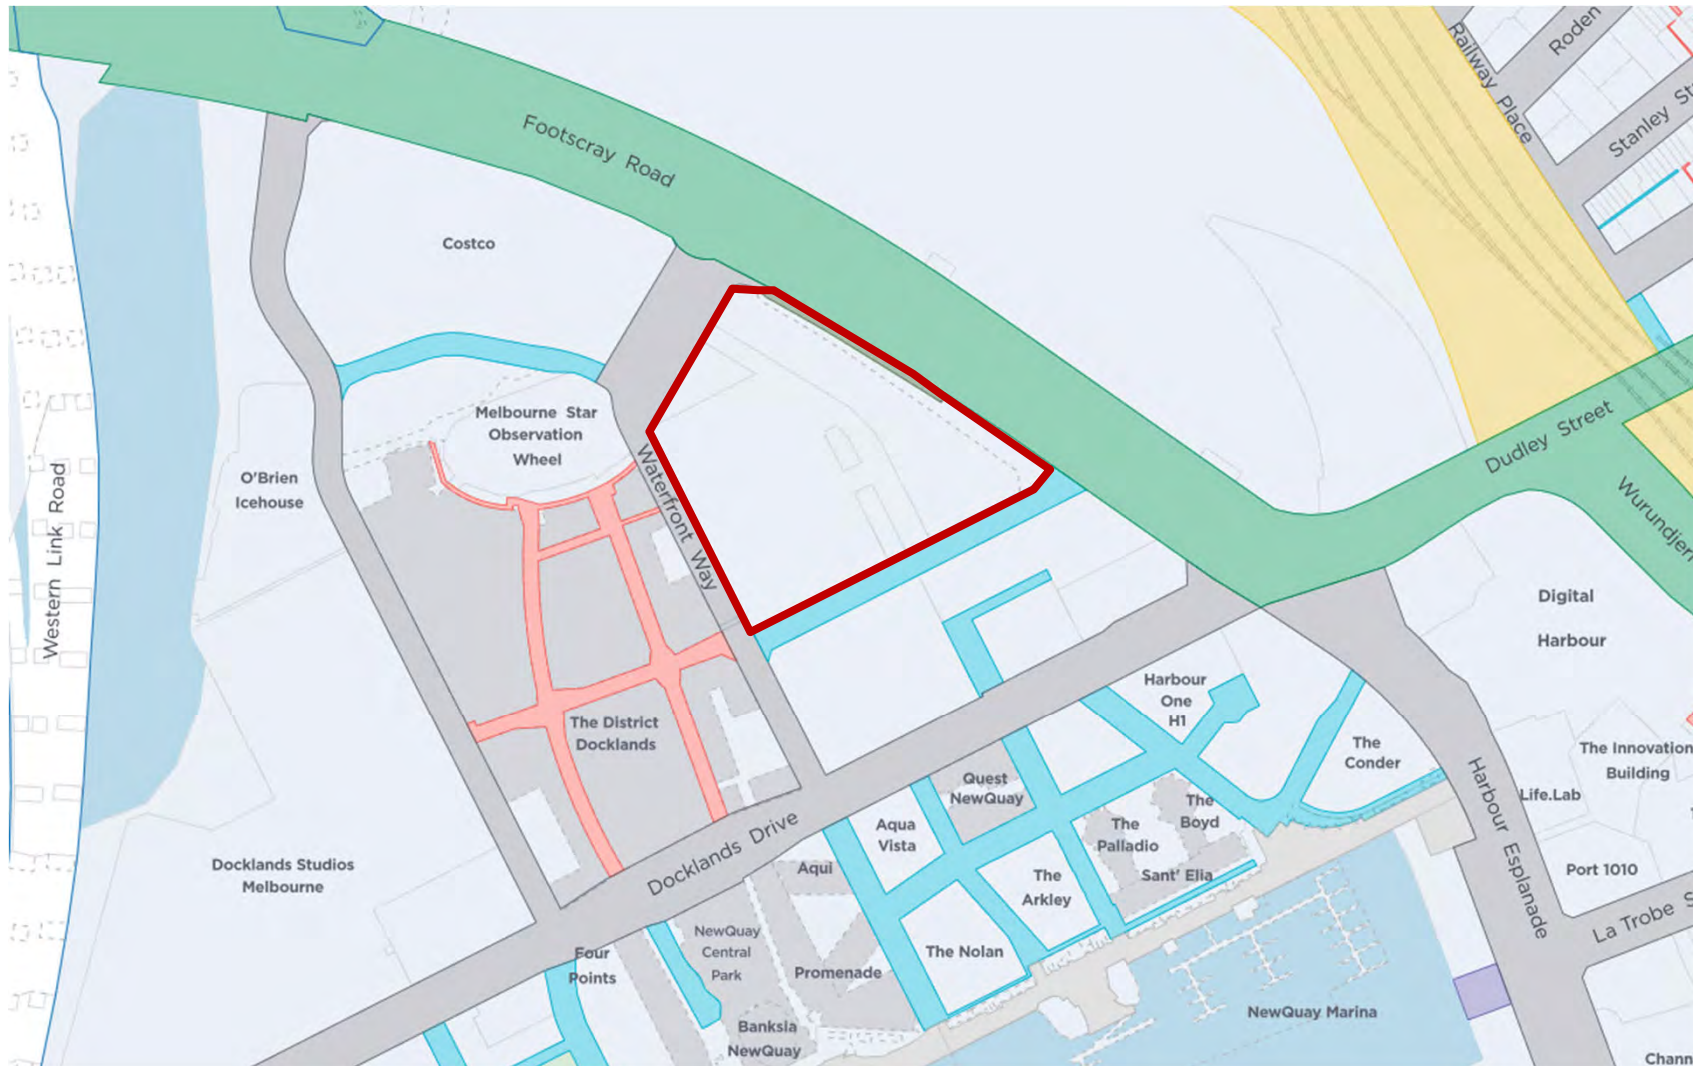 Railway Place
Roden
Stanley
Footscray Road
Costco
Melbourne Star
Observation
Wheel
Dudley Street
O'Brien
Icehouse
Waterfront Way
Western Link Road
Digital
Harbour
Harbour
One
H1
The District
Docklands
The
Conder
The Innovation
Building
Life.Lab
Quest
NewQuay
The
Boyd
The
Palladio
Aqua
Vista
Harbour Esplanade
Docklands Drive
Docklands Studios
Melbourne
Aqui
The
Arkley
Sant' Elia
Port 1010
La Trobe S
NewQuay
Central
Park
Four
Points
Promenade
The Nolan
NewQuay Marina
Banksia
NewQuay
Chann